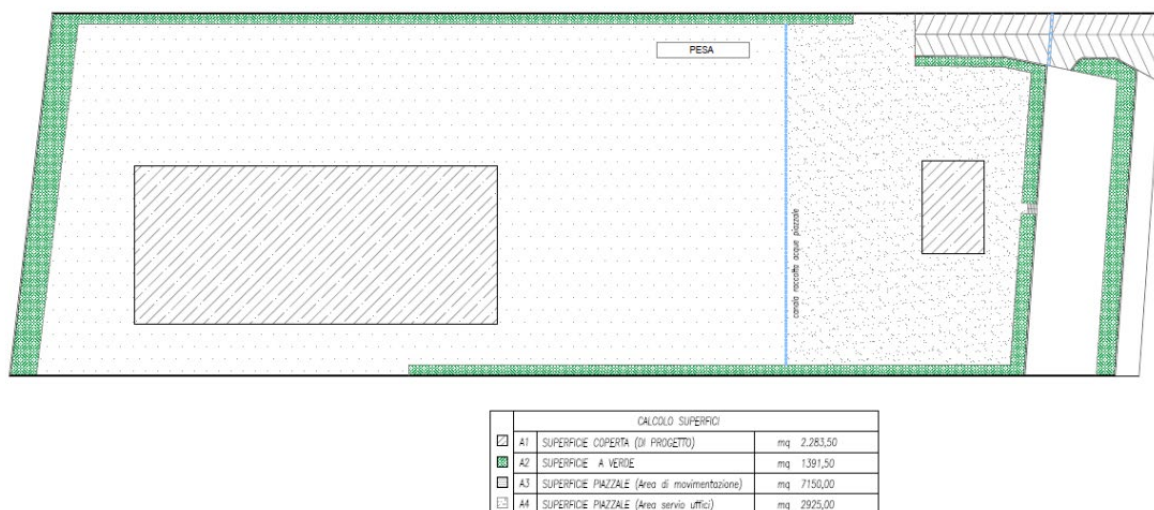 PESA
canala raccolta acque piazzale
CALCOLO SUPERFICI
A1 SUPERFICIE COPERTA (DI PROGETTO) mq 2.283,50
A2 SUPERFICIE A VERDE mq 1391,50
A3 SUPERFICIE PIAZZALE (Area di movimentazione) mq 7150,00
A4 SUPERFICIE PIAZZALE (Area servio uffici) mq 2925,00